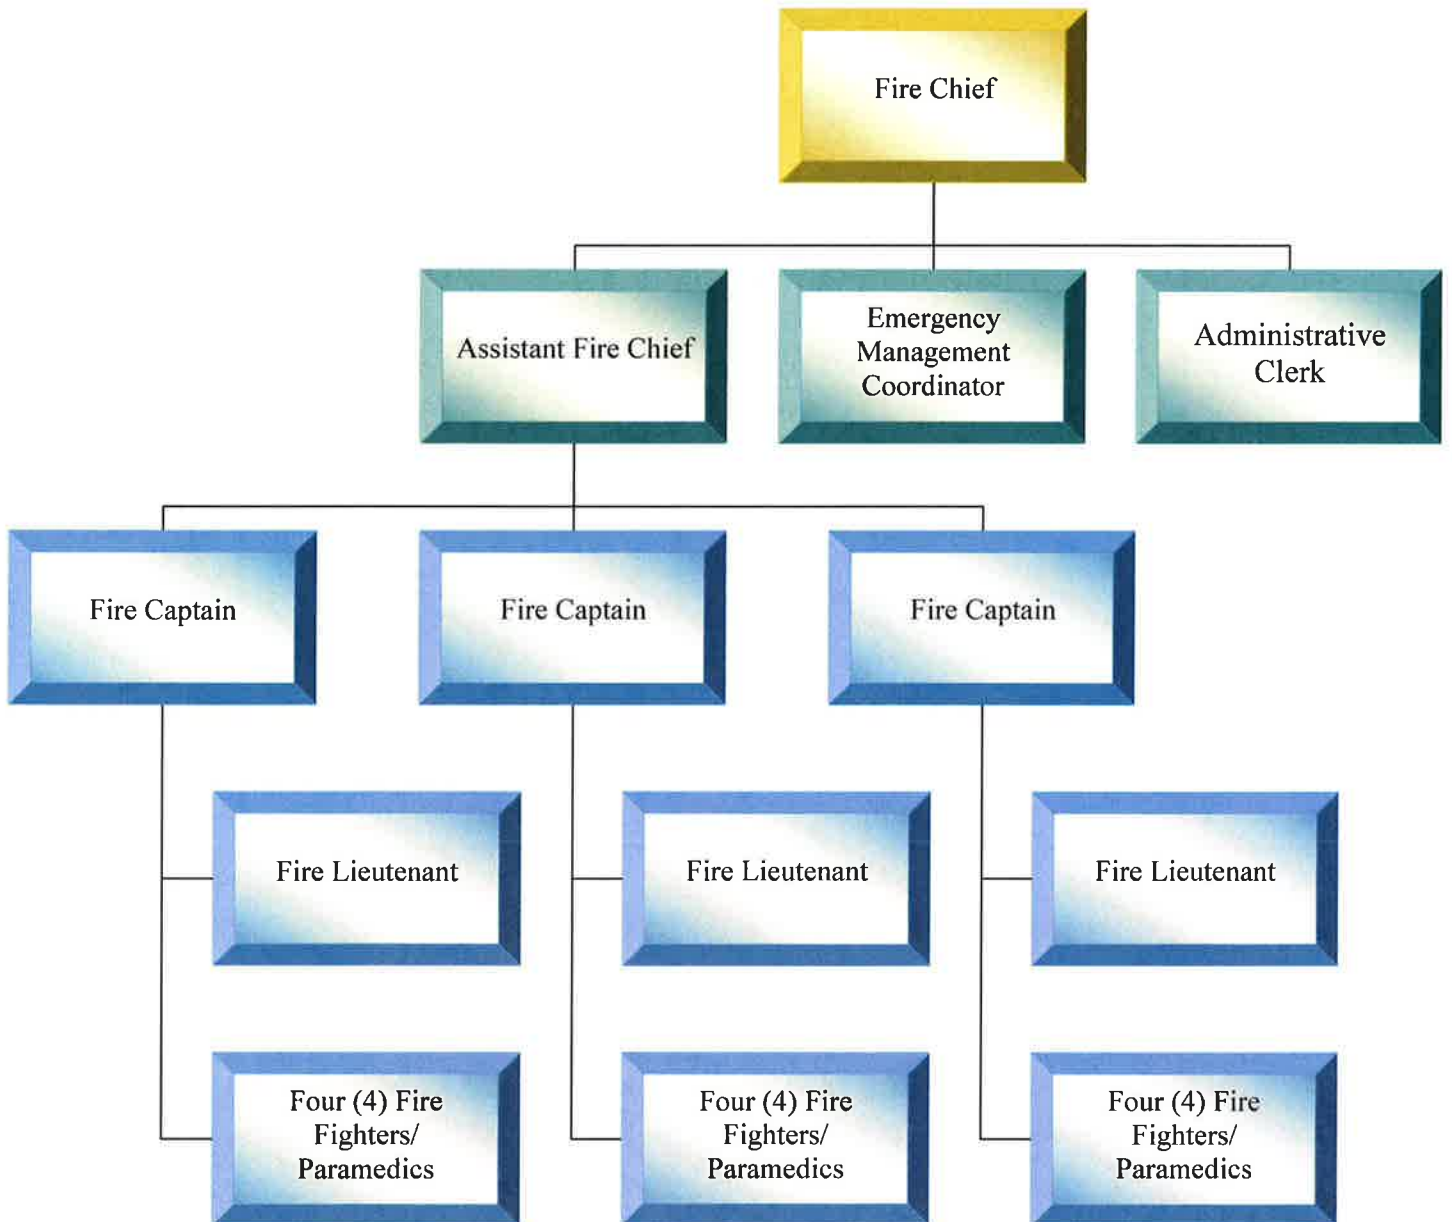 Fire Chief
Assistant Fire Chief
Emergency
Management
Coordinator
Administrative
Clerk
Fire Captain
Fire Captain
Fire Captain
Fire Lieutenant
Fire Lieutenant
Fire Lieutenant
Four (4) Fire
Fighters/
Paramedics
Four (4) Fire
Fighters/
Paramedics
Four (4) Fire
Fighters/
Paramedics